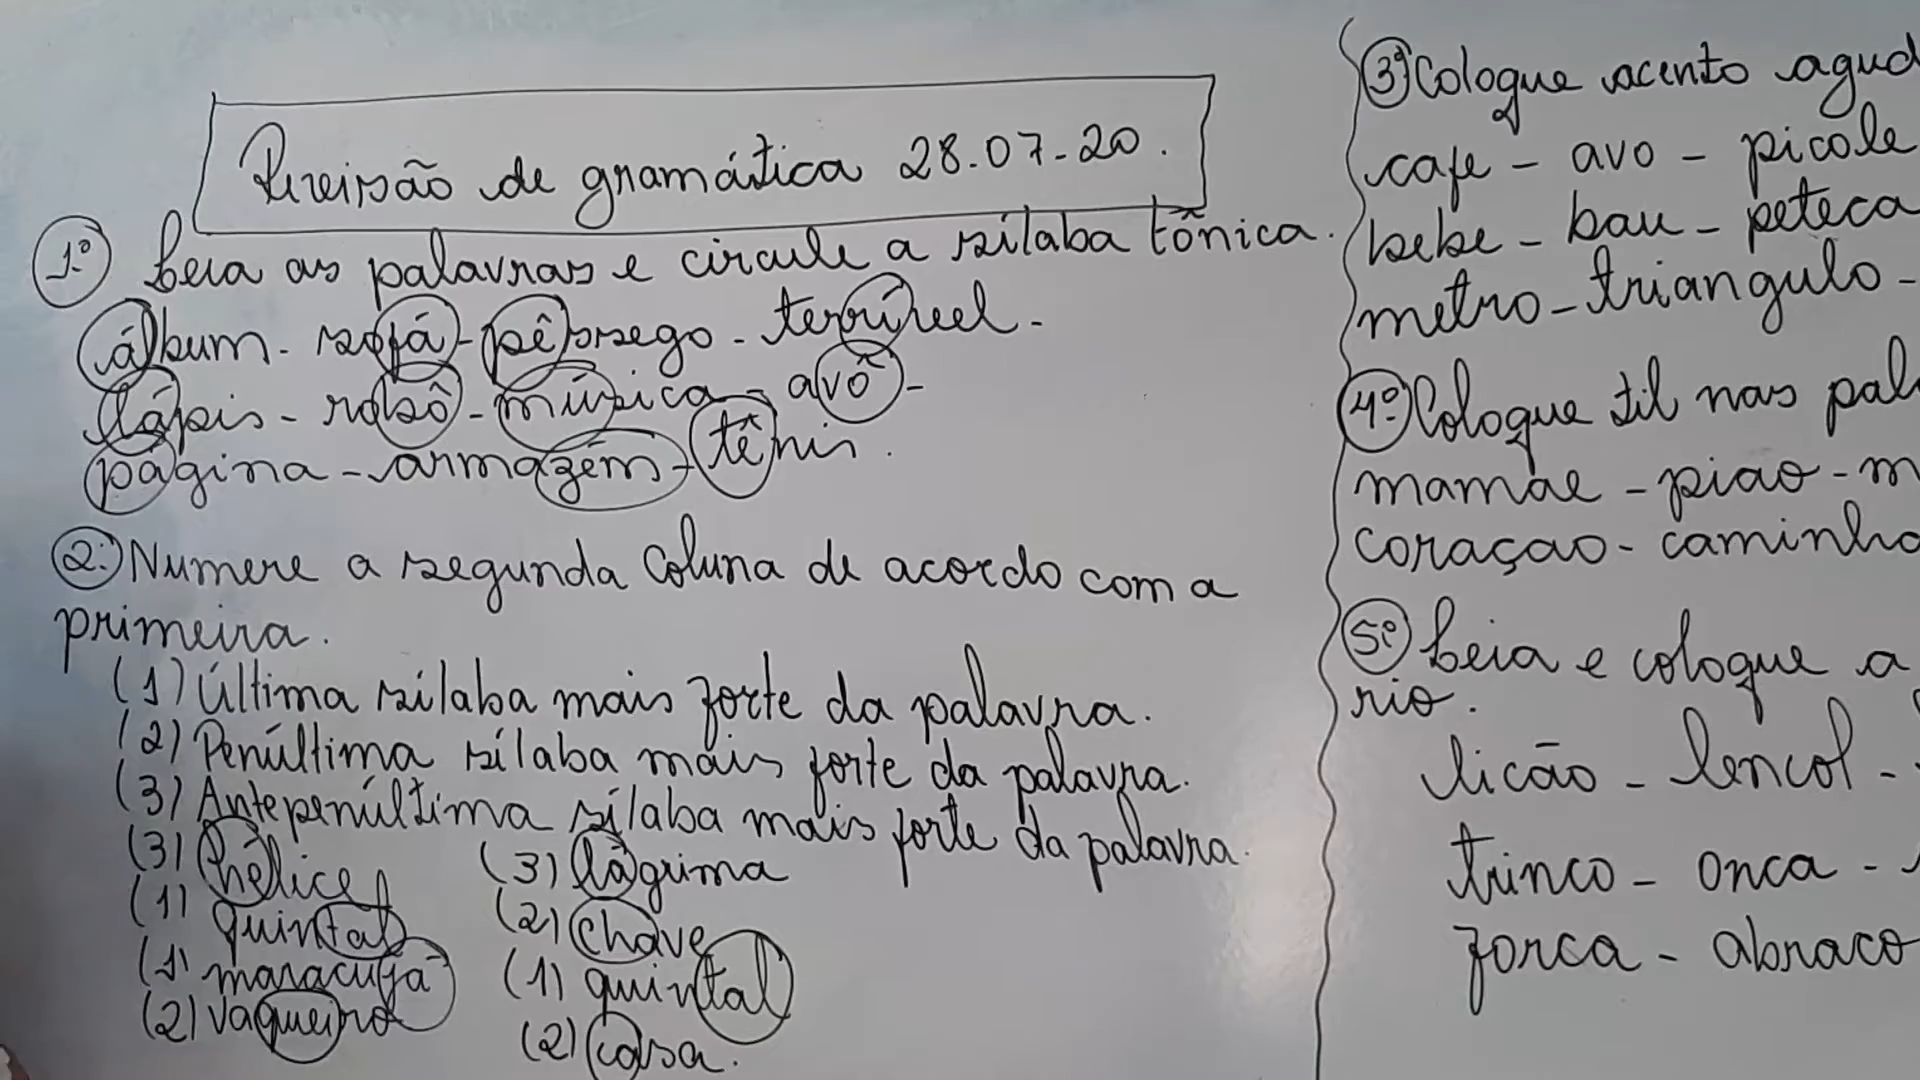 Revisão de gramática 28.07-20.
1º Leia as palavras e circule a sílaba tônica.
álbum - sofá - pêssego - terrível -
lápis - robô - música - avô -
página - armazém - tênis.
2º Numere a segunda coluna de acordo com a
primeira.
(1) Última sílaba mais forte da palavra.
(2) Penúltima sílaba mais forte da palavra.
(3) Antepenúltima sílaba mais forte da palavra.
(3) hélice (3) lágrima
(1) quintal (2) chave
(1) maracujá (1) quintal
(2) vaqueiro (2) casa.
3º Coloque acento agud
cafe - avo - picole
bebe - bau - peteca
metro - triangulo -
4º Coloque til nas pal
mamae - piao - m
coraçao - caminho
5º Leia e coloque a
rio.
licão - lencol -
trinco - onca -
forca - abraco